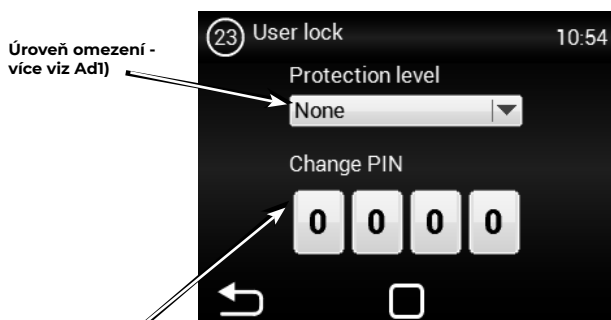 Úroveň omezení -
více viz Ad1)
23 User lock 10:54
Protection level
None
Change PIN
0 0 0 0